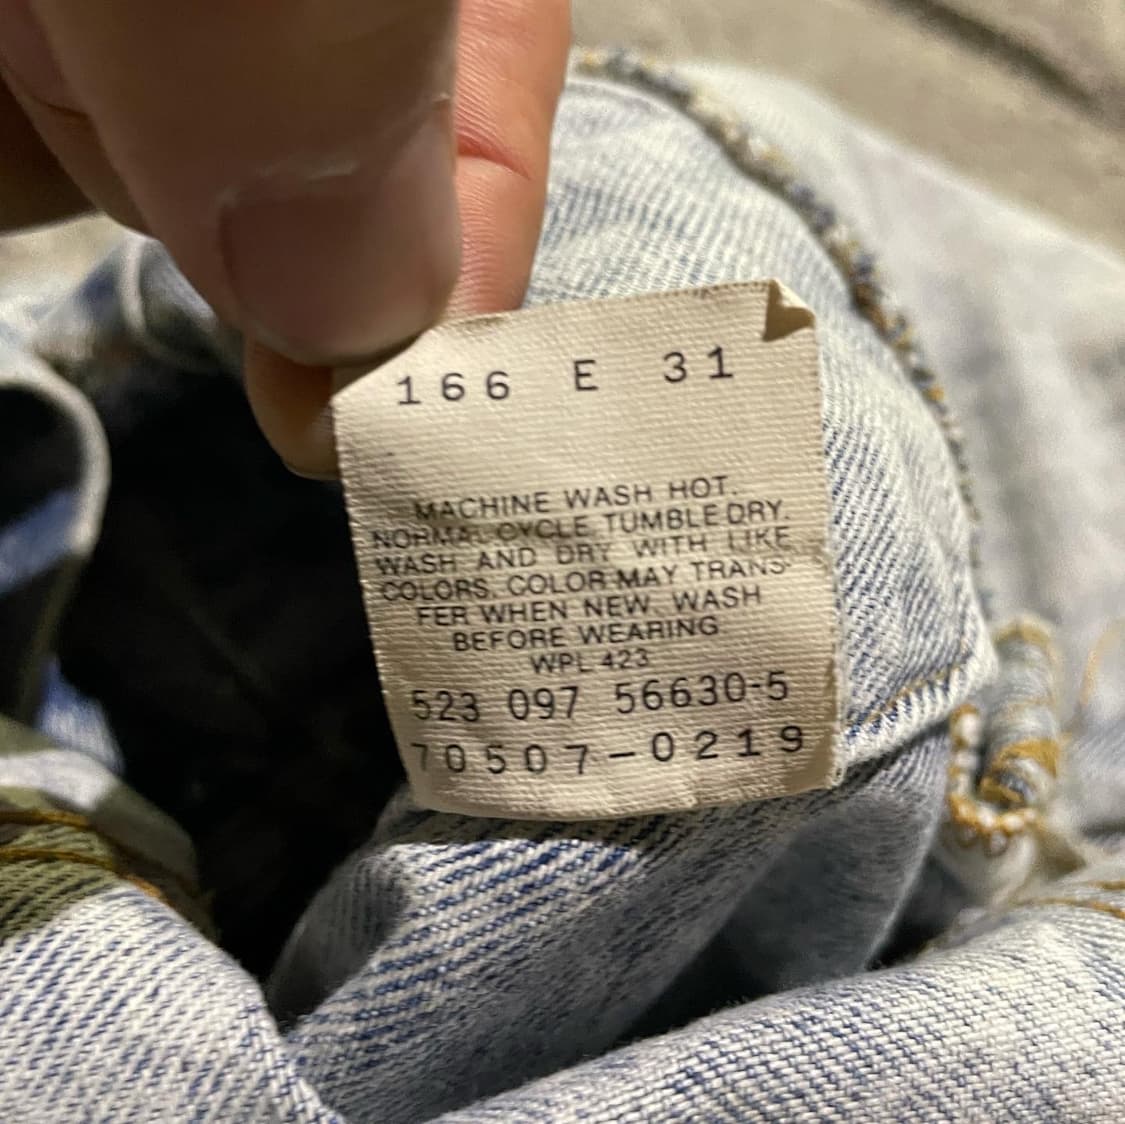 166 E 31
MACHINE WASH HOT.
NORMAL CYCLE TUMBLE DRY.
WASH AND DRY WITH LIKE
COLORS. COLOR MAY TRANS-
FER WHEN NEW. WASH
BEFORE WEARING
WPL 423
523 097 56630-5
70507-0219